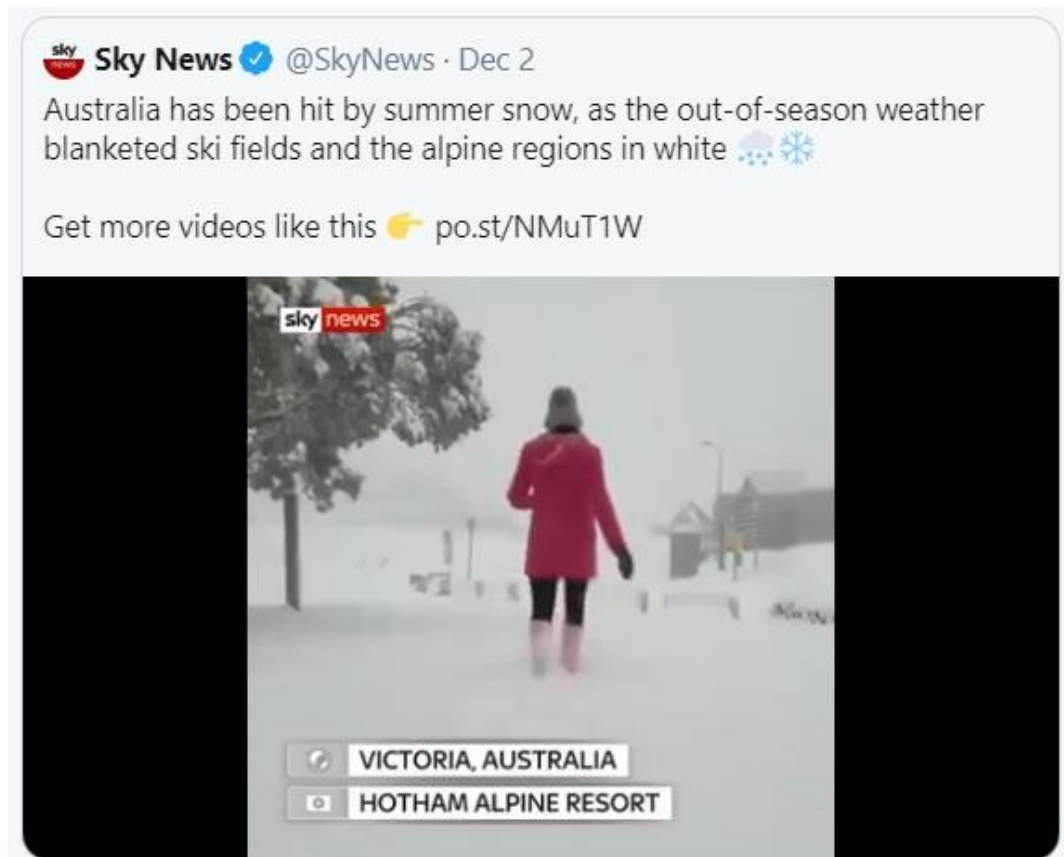 sky news
Sky News @SkyNews · Dec 2
Australia has been hit by summer snow, as the out-of-season weather
blanketed ski fields and the alpine regions in white 🌨️❄️
Get more videos like this 👉 po.st/NMuT1W
sky news
VICTORIA, AUSTRALIA
HOTHAM ALPINE RESORT